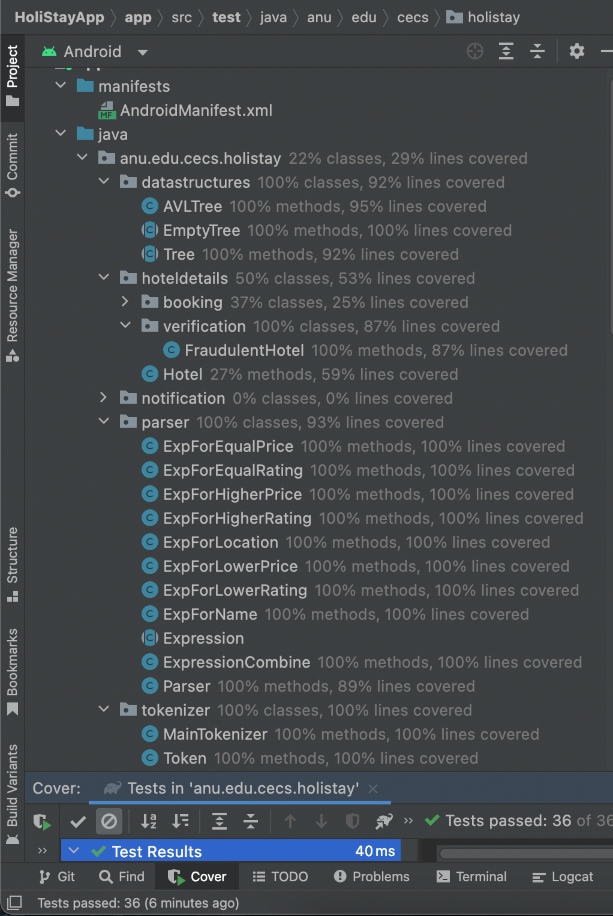 HoliStayApp > app > src > test > java > anu > edu > cecs > holistay
Project
Commit
Resource Manager
Structure
Bookmarks
Build Variants
Android
manifests
MF AndroidManifest.xml
java
anu.edu.cecs.holistay 22% classes, 29% lines covered
datastructures 100% classes, 92% lines covered
C AVLTree 100% methods, 95% lines covered
C EmptyTree 100% methods, 100% lines covered
C Tree 100% methods, 92% lines covered
hoteldetails 50% classes, 53% lines covered
booking 37% classes, 25% lines covered
verification 100% classes, 87% lines covered
C FraudulentHotel 100% methods, 87% lines covered
C Hotel 27% methods, 59% lines covered
notification 0% classes, 0% lines covered
parser 100% classes, 93% lines covered
C ExpForEqualPrice 100% methods, 100% lines covered
C ExpForEqualRating 100% methods, 100% lines covered
C ExpForHigherPrice 100% methods, 100% lines covered
C ExpForHigherRating 100% methods, 100% lines covered
C ExpForLocation 100% methods, 100% lines covered
C ExpForLowerPrice 100% methods, 100% lines covered
C ExpForLowerRating 100% methods, 100% lines covered
C ExpForName 100% methods, 100% lines covered
C Expression
C ExpressionCombine 100% methods, 100% lines covered
C Parser 100% methods, 89% lines covered
tokenizer 100% classes, 100% lines covered
C MainTokenizer 100% methods, 100% lines covered
C Token 100% methods, 100% lines covered
Cover: Tests in 'anu.edu.cecs.holistay' ×
» Tests passed: 36 of 36
» Test Results 40 ms
Git Find Cover TODO Problems Terminal Logcat
Tests passed: 36 (6 minutes ago)